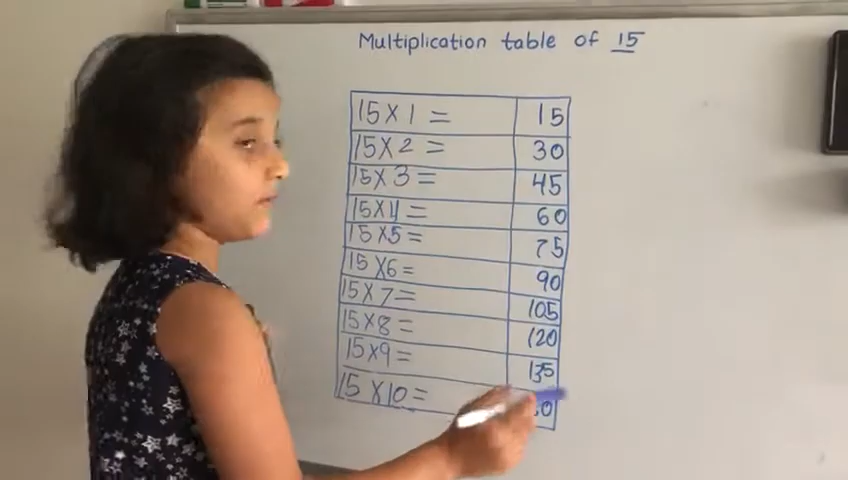 Multiplication table of 15
15 X 1 = 15
15 X 2 = 30
15 X 3 = 45
15 X 4 = 60
15 X 5 = 75
15 X 6 = 90
15 X 7 = 105
15 X 8 = 120
15 X 9 = 135
15 X 10 =